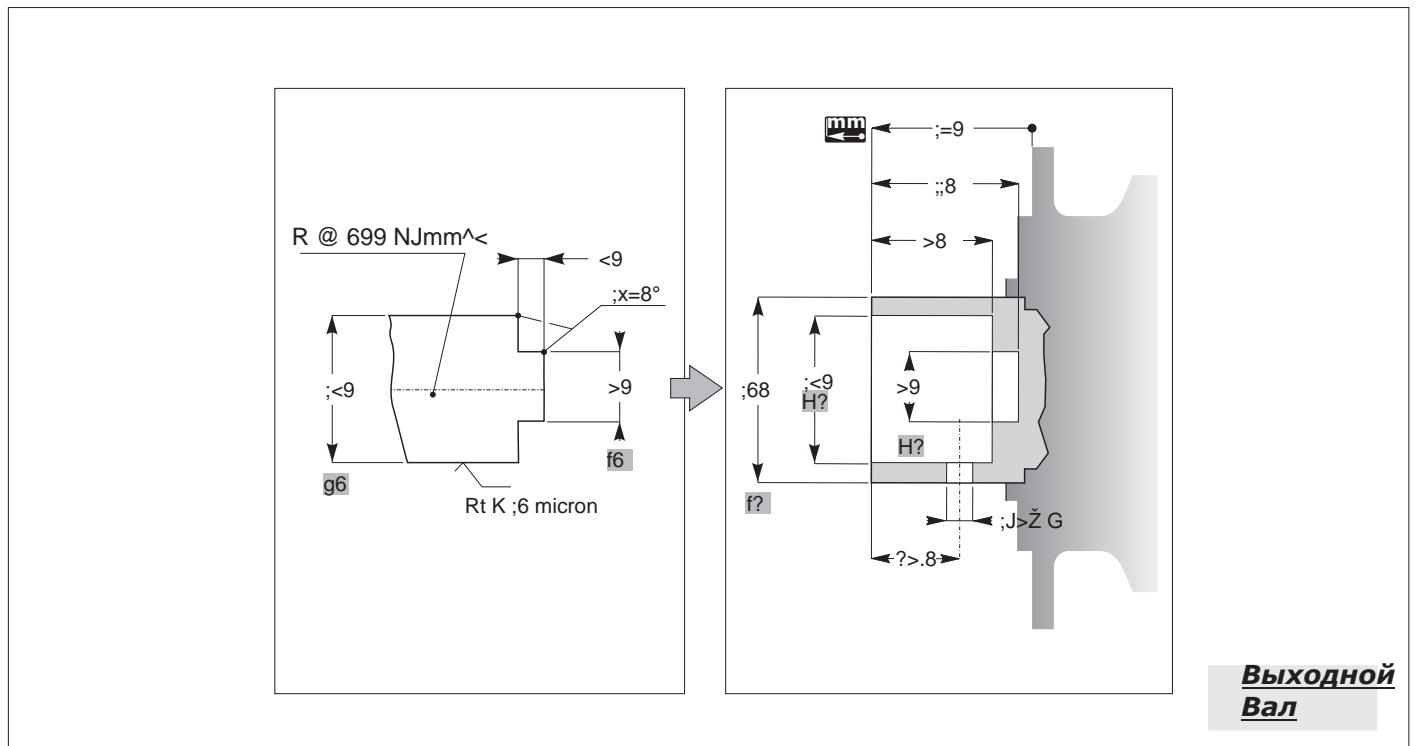 R @ 699 NJmm^<
<9
;x=8°
;<9
g6
>9
f6
Rt K ;6 micron
mm
;=9
;;8
>8
;68
f?
;<9
H?
>9
H?
;J>Ž G
?>.8
Выходной
Вал